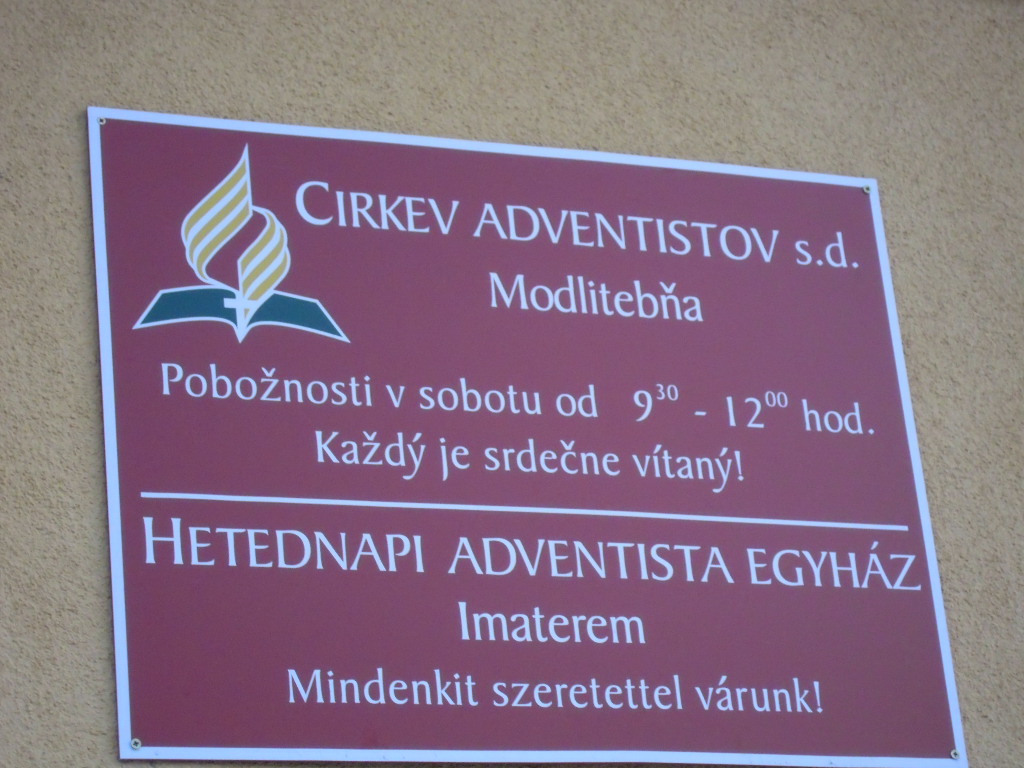 CIRKEV ADVENTISTOV s.d.
Modlitebňa
Pobožnosti v sobotu od 9³⁰ - 12⁰⁰ hod.
Každý je srdečne vítaný!
HETEDNAPI ADVENTISTA EGYHÁZ
Imaterem
Mindenkit szeretettel várunk!